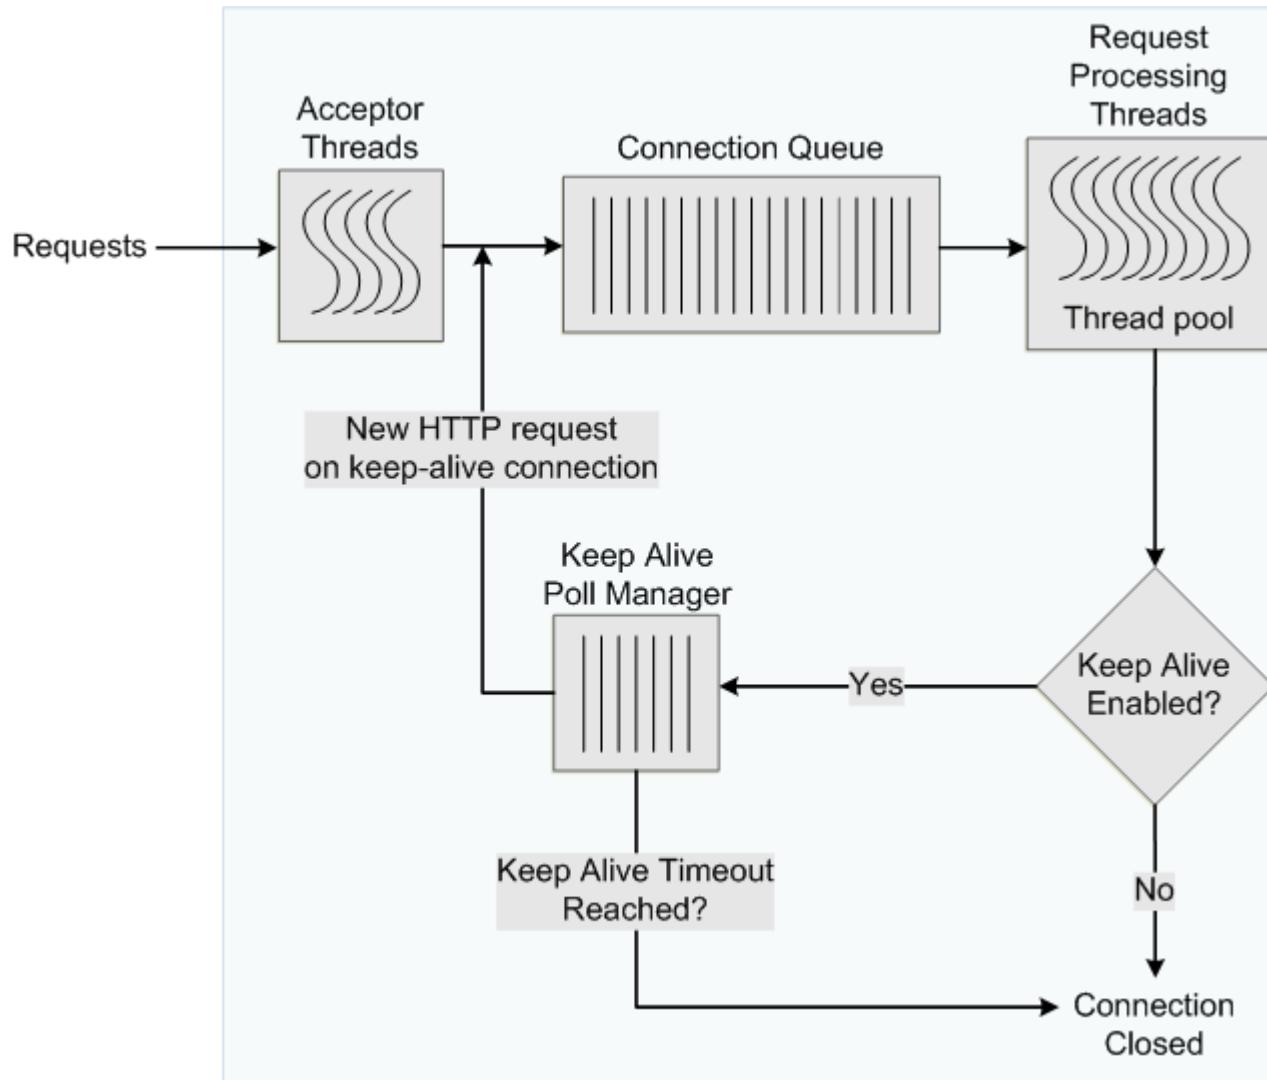 Request
Processing
Threads
Acceptor
Threads
Connection Queue
Requests
Thread pool
New HTTP request
on keep-alive connection
Keep Alive
Poll Manager
Keep Alive
Enabled?
Yes
Keep Alive Timeout
Reached?
No
Connection
Closed